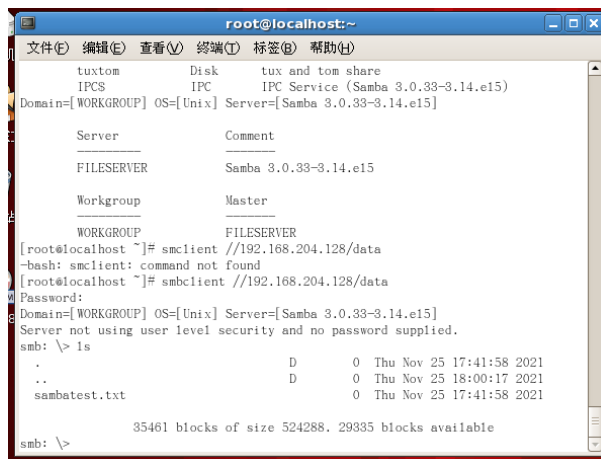 root@localhost:~
文件(F) 编辑(E) 查看(V) 终端(T) 标签(B) 帮助(H)
tuxtom Disk tux and tom share
IPC$ IPC IPC Service (Samba 3.0.33-3.14.e15)
Domain=[WORKGROUP] OS=[Unix] Server=[Samba 3.0.33-3.14.e15]
Server Comment
--------- -------
FILESERVER Samba 3.0.33-3.14.e15
Workgroup Master
--------- -------
WORKGROUP FILESERVER
[root@localhost ~]# smclient //192.168.204.128/data
-bash: smclient: command not found
[root@localhost ~]# smbclient //192.168.204.128/data
Password:
Domain=[WORKGROUP] OS=[Unix] Server=[Samba 3.0.33-3.14.e15]
Server not using user level security and no password supplied.
smb: \> ls
. D 0 Thu Nov 25 17:41:58 2021
.. D 0 Thu Nov 25 18:00:17 2021
sambatest.txt 0 Thu Nov 25 17:41:58 2021
35461 blocks of size 524288. 29335 blocks available
smb: \>